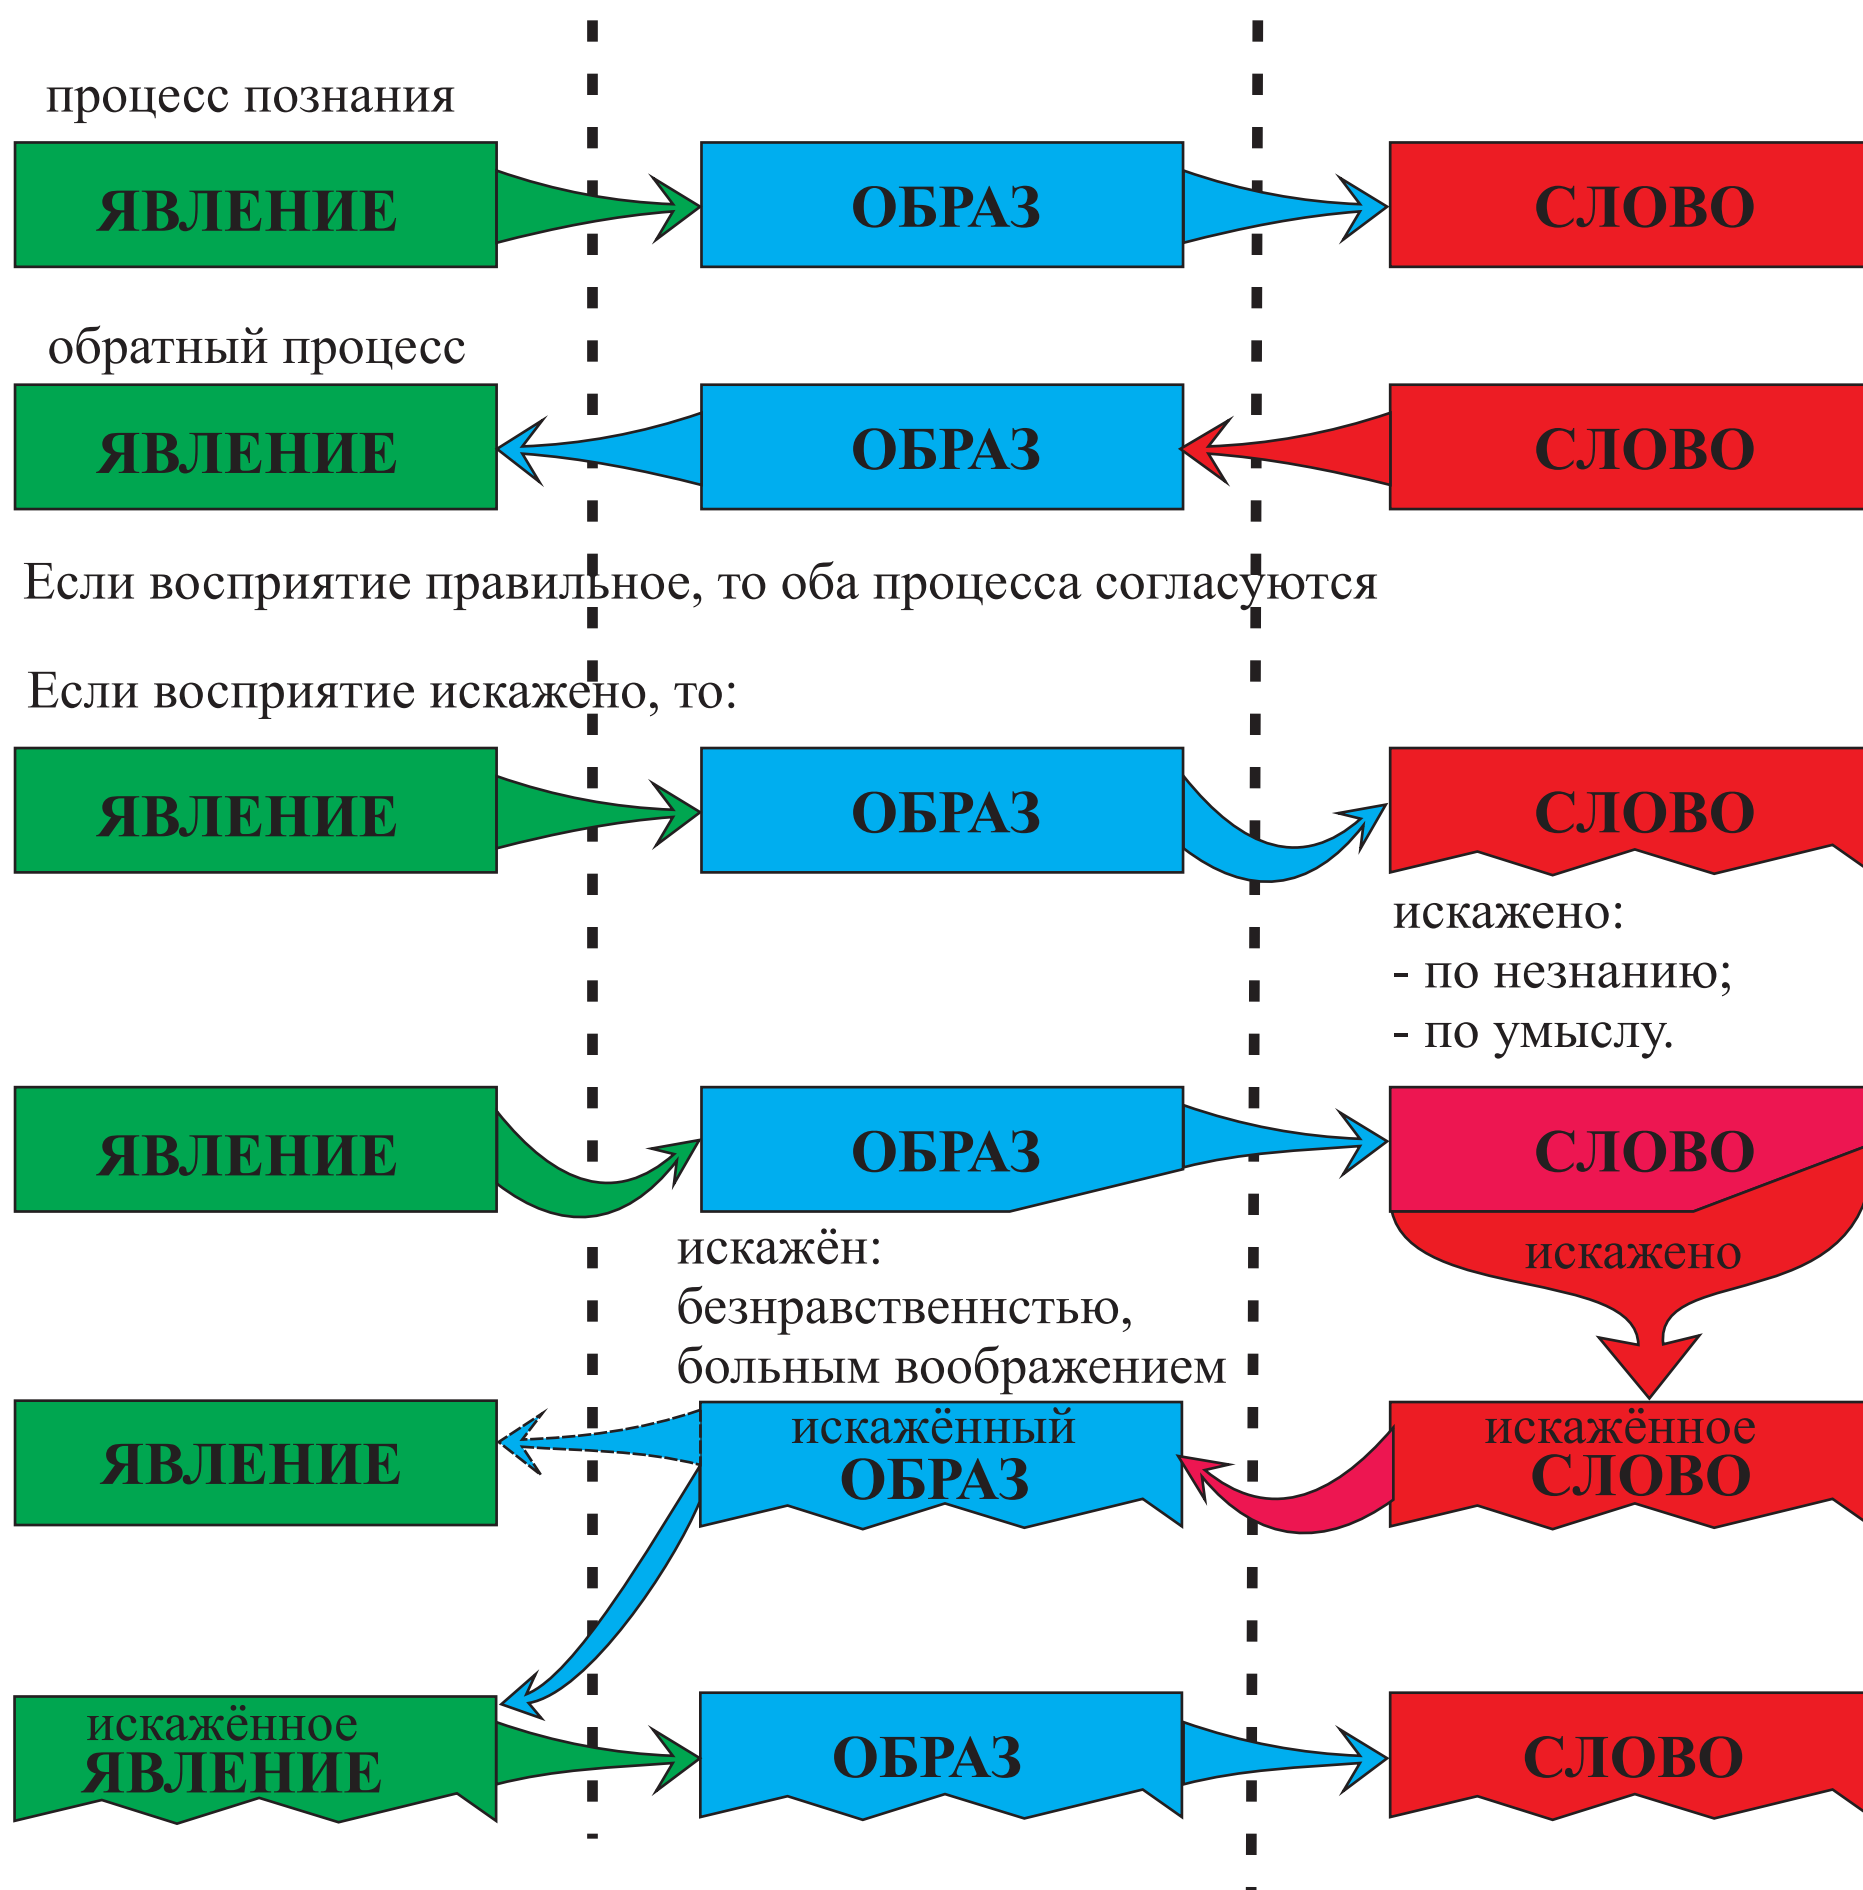 процесс познания
ЯВЛЕНИЕ ОБРАЗ СЛОВО
обратный процесс
ЯВЛЕНИЕ ОБРАЗ СЛОВО
Если восприятие правильное, то оба процесса согласуются
Если восприятие искажено, то:
ЯВЛЕНИЕ ОБРАЗ СЛОВО
искажено:
- по незнанию;
- по умыслу.
ЯВЛЕНИЕ ОБРАЗ СЛОВО
искажён:
безнравственнстью,
больным воображением
искажено
ЯВЛЕНИЕ
искажённый
ОБРАЗ
искажённое
СЛОВО
искажённое
ЯВЛЕНИЕ
ОБРАЗ
СЛОВО